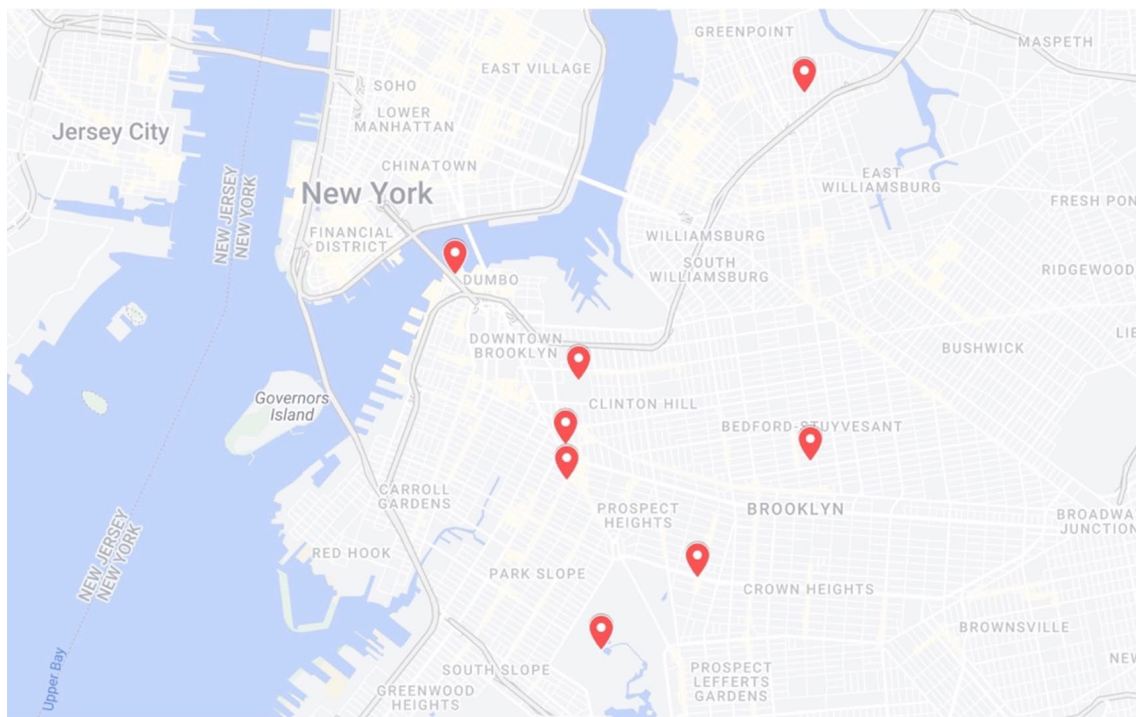 GREENPOINT
MASPETH
EAST VILLAGE
SOHO
LOWER
MANHATTAN
Jersey City
CHINATOWN
EAST
WILLIAMSBURG
New York
FRESH PON
NEW JERSEY
NEW YORK
FINANCIAL
DISTRICT
WILLIAMSBURG
SOUTH
WILLIAMSBURG
RIDGEWOOD
DUMBO
DOWNTOWN
BROOKLYN
LIE
BUSHWICK
Governors
Island
CLINTON HILL
BEDFORD-STUYVESANT
CARROLL
GARDENS
PROSPECT
HEIGHTS
BROOKLYN
BROADWA
JUNCTION
NEW JERSEY
NEW YORK
RED HOOK
PARK SLOPE
CROWN HEIGHTS
BROWNSVILLE
Upper Bay
SOUTH SLOPE
PROSPECT
LEFFERTS
GARDENS
NEW
GREENWOOD
HEIGHTS